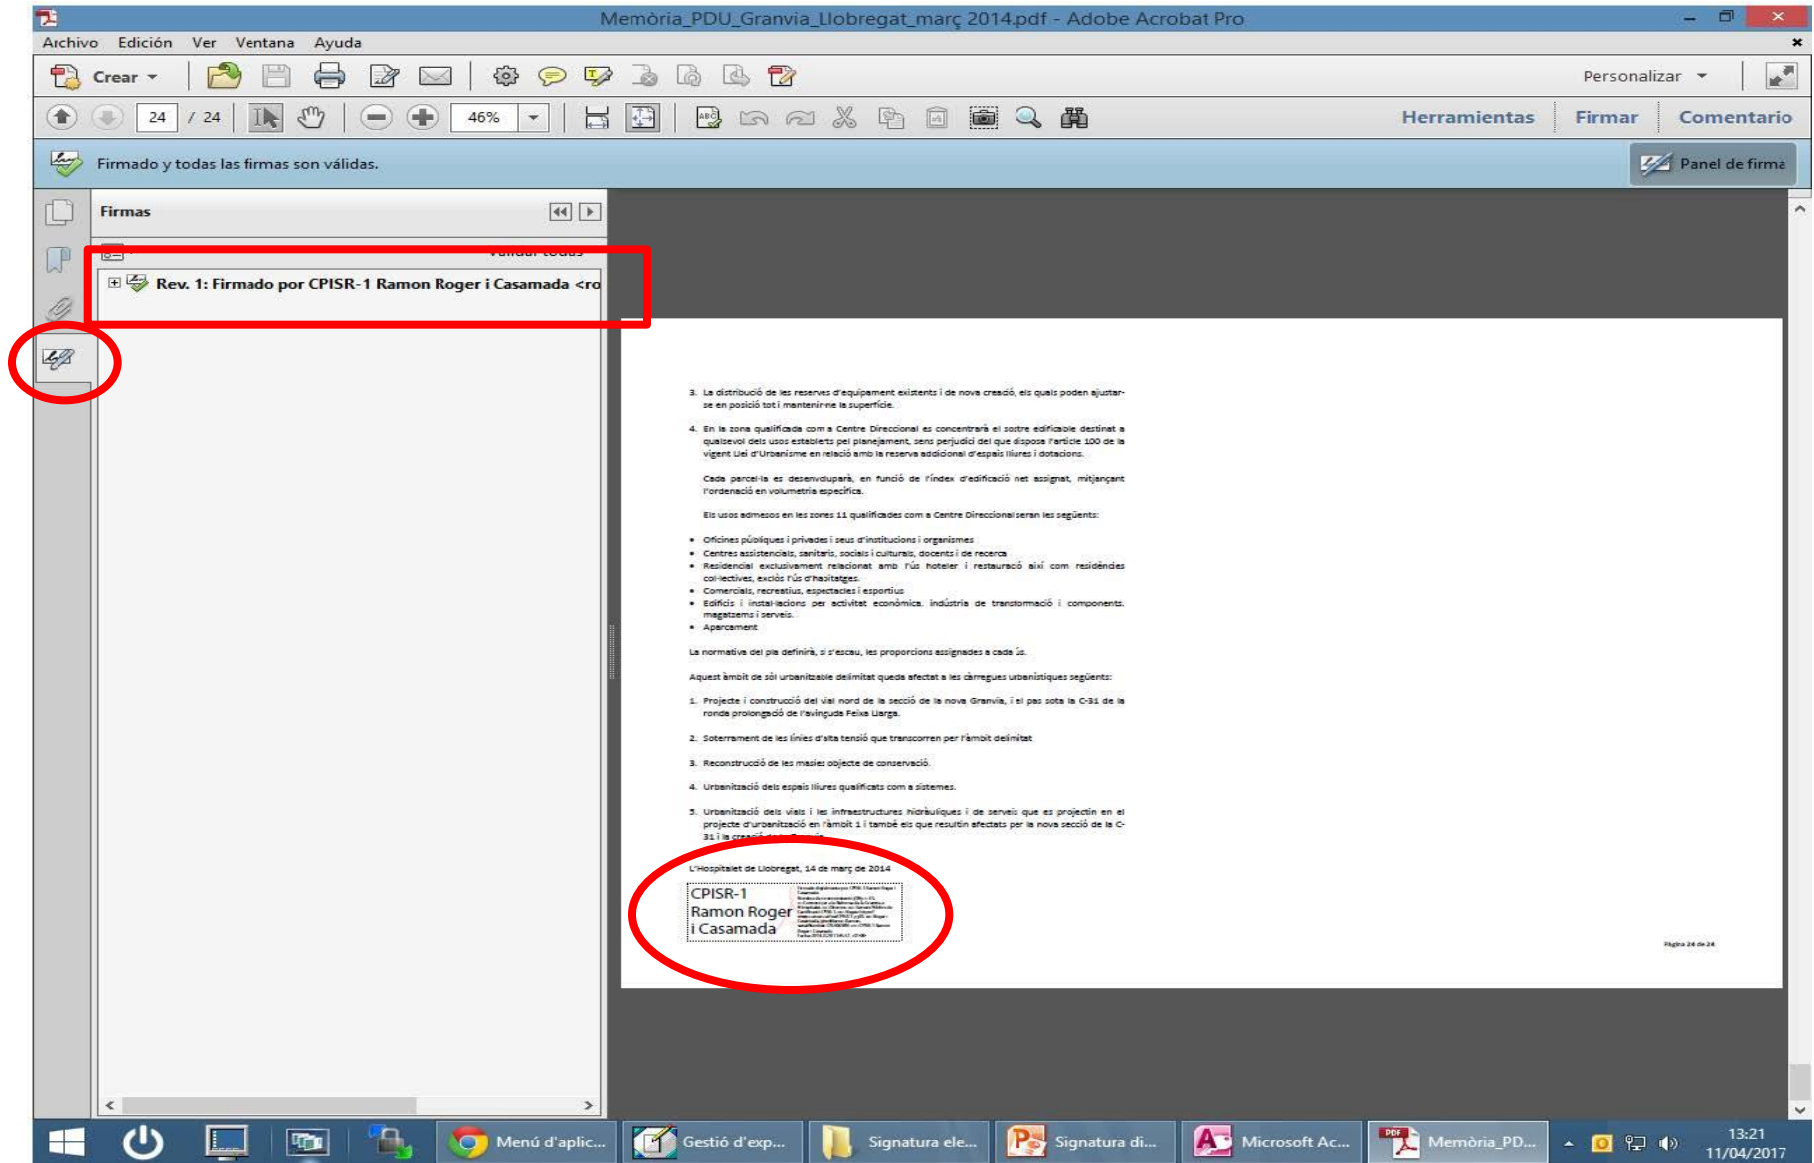 Memòria_PDU_Granvia_Llobregat_març 2014.pdf - Adobe Acrobat Pro
Archivo Edición Ver Ventana Ayuda
Crear
Personalizar
24 / 24
46%
Herramientas Firmar Comentario
Firmado y todas las firmas son válidas.
Panel de firma
Firmas
Validar todas
Rev. 1: Firmado por CPISR-1 Ramon Roger i Casamada <ro
3. La distribució de les reserves d'equipament existents i de nova creació, els quals poden ajustar-
se en posició tot i mantenir-ne la superfície.
4. En la zona qualificada com a Centre Direccional es concentrarà el sostre edificable destinat a
qualsevol dels usos establerts pel planejament, sens perjudici del que disposa l'article 100 de la
vigent Llei d'Urbanisme en relació amb la reserva addicional d'espais lliures i dotacions.
Cada parcel·la es desenvoluparà, en funció de l'índex d'edificació net assignat, mitjançant
l'ordenació en volumetria específica.
Els usos admesos en les zones 11 qualificades com a Centre Direccional seran les següents:
• Oficines públiques i privades i seus d'institucions i organismes
• Centres assistencials, sanitaris, socials i culturals, docents i de recerca
• Residencial exclusivament relacionat amb l'ús hoteler i restauració així com residències
col·lectives, exclòs l'ús d'habitatges.
• Comercials, recreatius, espectacles i esportius
• Edificis i instal·lacions per activitat econòmica. indústria de transformació i components.
magatzems i serveis.
• Aparcament
La normativa del pla definirà, si s'escau, les proporcions assignades a cada ús.
Aquest àmbit de sòl urbanitzable delimitat queda afectat a les càrregues urbanístiques següents:
1. Projecte i construcció del vial nord de la secció de la nova Granvia, i el pas sota la C-31 de la
ronda prolongació de l'avinguda Feixa Llarga.
2. Soterrament de les línies d'alta tensió que transcorren per l'àmbit delimitat
3. Reconstrucció de les masies objecte de conservació.
4. Urbanització dels espais lliures qualificats com a sistemes.
5. Urbanització dels vials i les infraestructures hidràuliques i de serveis que es projectin en el
projecte d'urbanització en l'àmbit 1 i també els que resultin afectats per la nova secció de la C-
31 i la creació
L'Hospitalet de Llobregat, 14 de març de 2014
CPISR-1
Ramon Roger
i Casamada
Pàgina 24 de 24
Menú d'aplic... Gestió d'exp... Signatura ele... Signatura di... Microsoft Ac... Memòria_PD...
13:21
11/04/2017